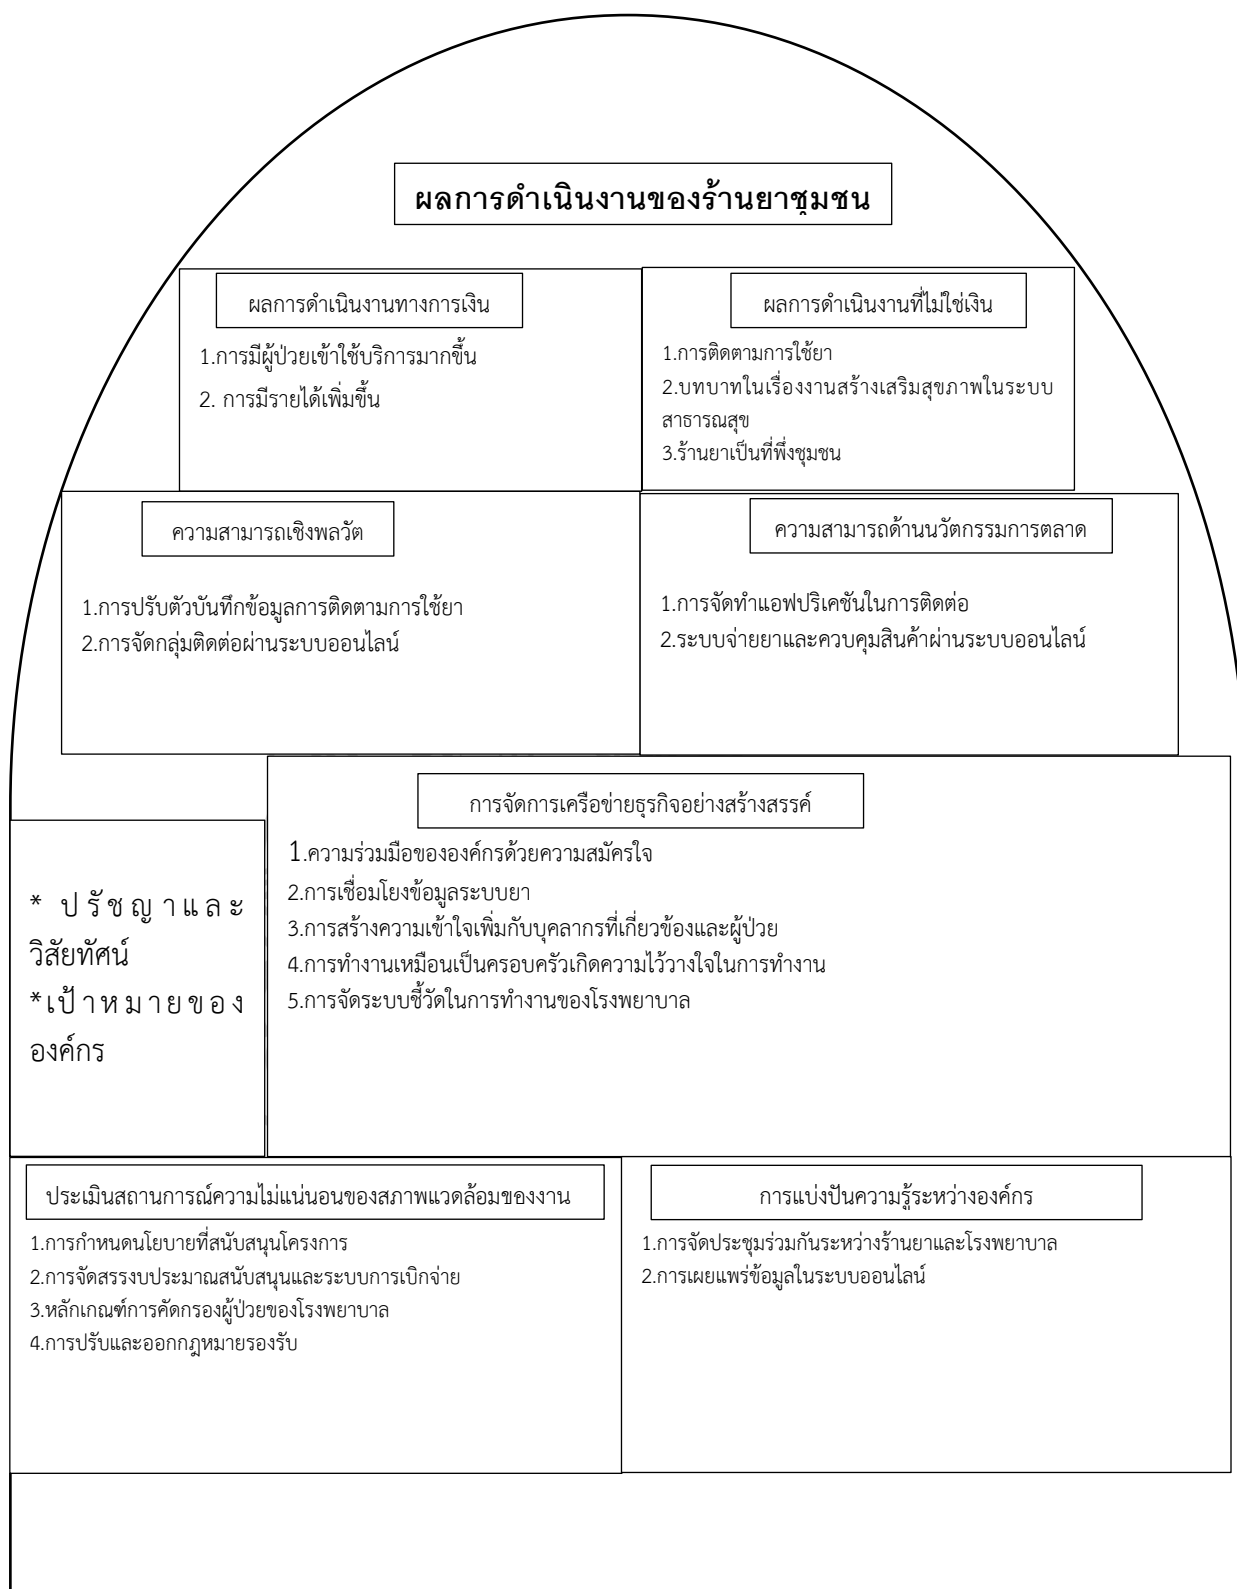 ผลการดำเนินงานของร้านยาชุมชน
ผลการดำเนินงานทางการเงิน
1.การมีผู้ป่วยเข้าใช้บริการมากขึ้น
2. การมีรายได้เพิ่มขึ้น
ผลการดำเนินงานที่ไม่ใช่เงิน
1.การติดตามการใช้ยา
2.บทบาทในเรื่องงานสร้างเสริมสุขภาพในระบบ
สาธารณสุข
3.ร้านยาเป็นที่พึ่งชุมชน
ความสามารถเชิงพลวัต
1.การปรับตัวบันทึกข้อมูลการติดตามการใช้ยา
2.การจัดกลุ่มติดต่อผ่านระบบออนไลน์
ความสามารถด้านนวัตกรรมการตลาด
1.การจัดทำแอฟปริเคชันในการติดต่อ
2.ระบบจ่ายยาและควบคุมสินค้าผ่านระบบออนไลน์
* ปรัชญาและ
วิสัยทัศน์
*เป้าหมายของ
องค์กร
การจัดการเครือข่ายธุรกิจอย่างสร้างสรรค์
1.ความร่วมมือขององค์กรด้วยความสมัครใจ
2.การเชื่อมโยงข้อมูลระบบยา
3.การสร้างความเข้าใจเพิ่มกับบุคลากรที่เกี่ยวข้องและผู้ป่วย
4.การทำงานเหมือนเป็นครอบครัวเกิดความไว้วางใจในการทำงาน
5.การจัดระบบชี้วัดในการทำงานของโรงพยาบาล
ประเมินสถานการณ์ความไม่แน่นอนของสภาพแวดล้อมของงาน
1.การกำหนดนโยบายที่สนับสนุนโครงการ
2.การจัดสรรงบประมาณสนับสนุนและระบบการเบิกจ่าย
3.หลักเกณฑ์การคัดกรองผู้ป่วยของโรงพยาบาล
4.การปรับและออกกฎหมายรองรับ
การแบ่งปันความรู้ระหว่างองค์กร
1.การจัดประชุมร่วมกันระหว่างร้านยาและโรงพยาบาล
2.การเผยแพร่ข้อมูลในระบบออนไลน์